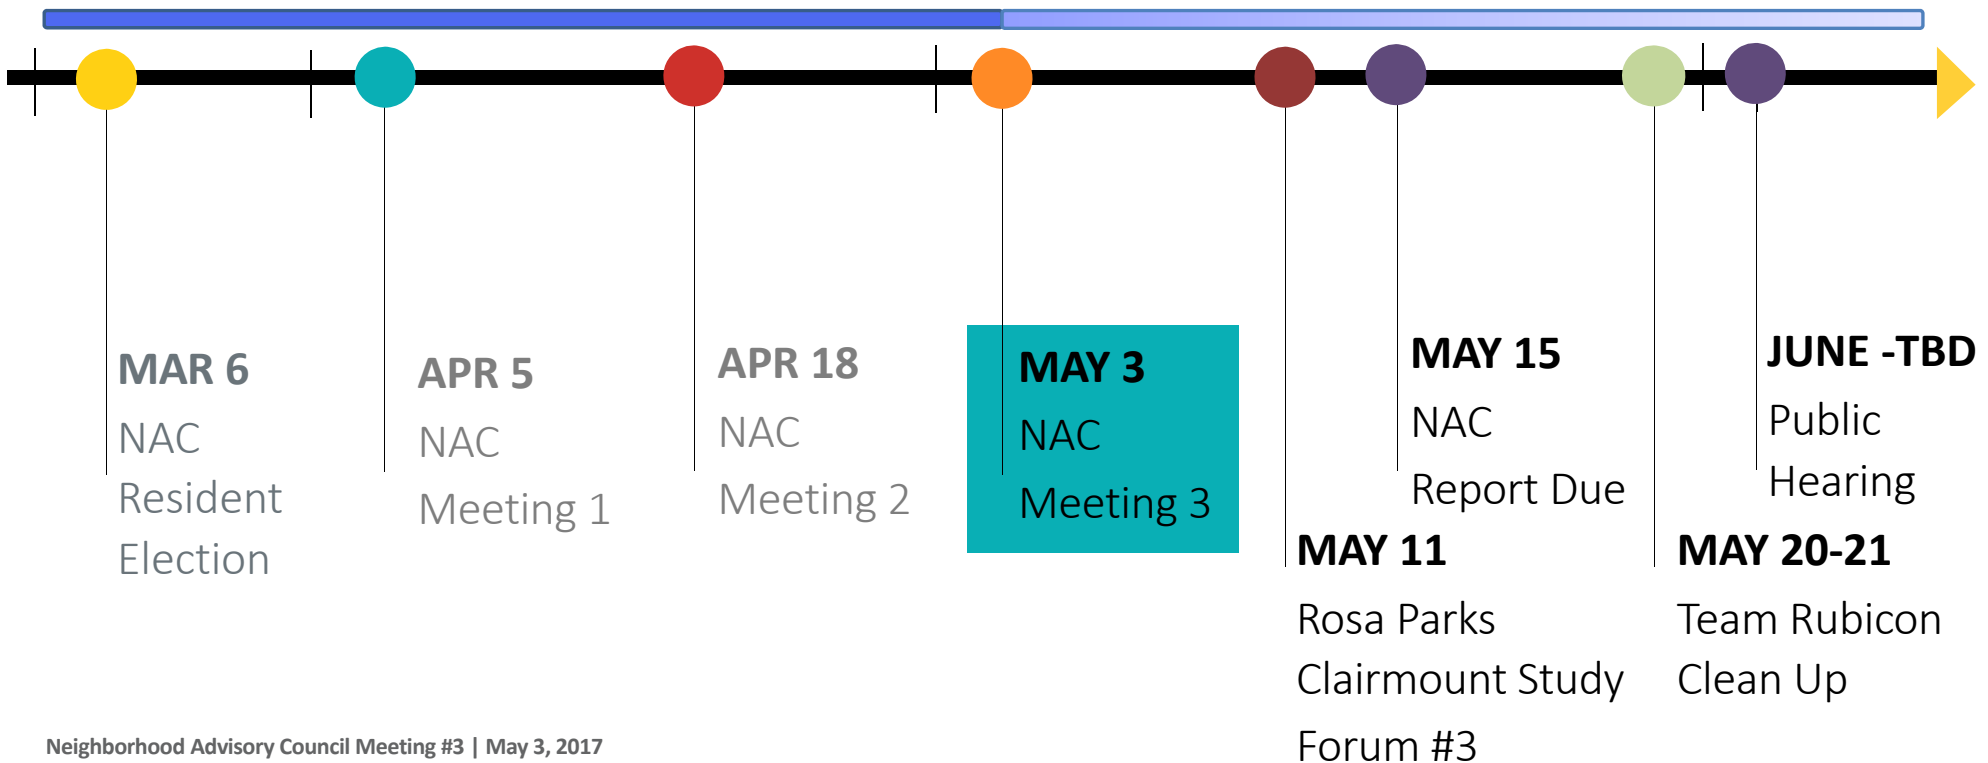 MAR 6
NAC
Resident
Election
APR 5
NAC
Meeting 1
APR 18
NAC
Meeting 2
MAY 3
NAC
Meeting 3
MAY 11
Rosa Parks
Clairmount Study
Forum #3
MAY 15
NAC
Report Due
MAY 20-21
Team Rubicon
Clean Up
JUNE -TBD
Public
Hearing
Neighborhood Advisory Council Meeting #3 | May 3, 2017